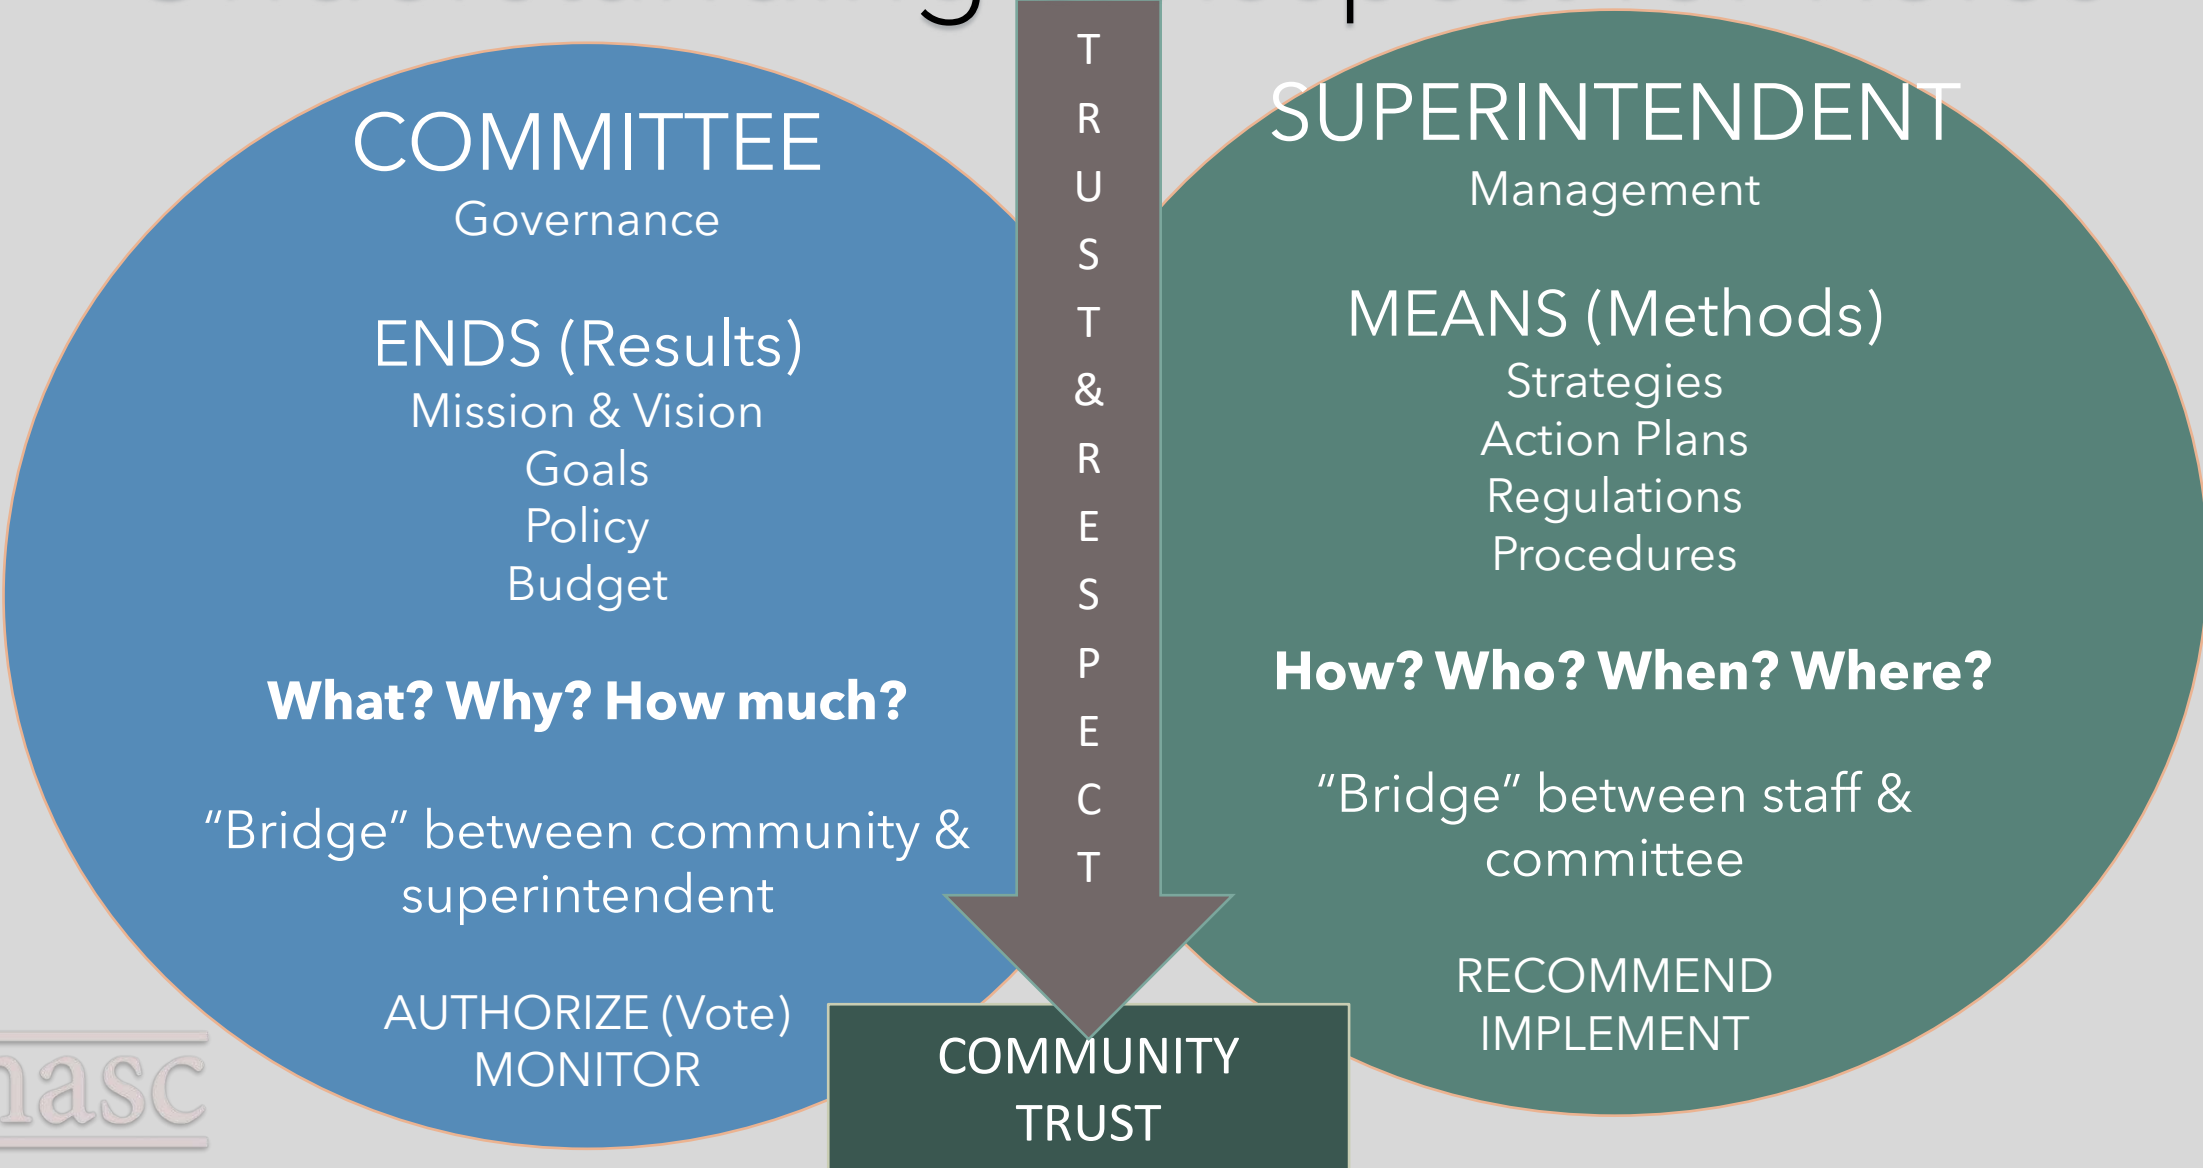 COMMITTEE
Governance
ENDS (Results)
Mission & Vision
Goals
Policy
Budget
What? Why? How much?
“Bridge” between community &
superintendent
AUTHORIZE (Vote)
MONITOR
T
R
U
S
T
&
R
E
S
P
E
C
T
COMMUNITY
TRUST
SUPERINTENDENT
Management
MEANS (Methods)
Strategies
Action Plans
Regulations
Procedures
How? Who? When? Where?
“Bridge” between staff &
committee
RECOMMEND
IMPLEMENT